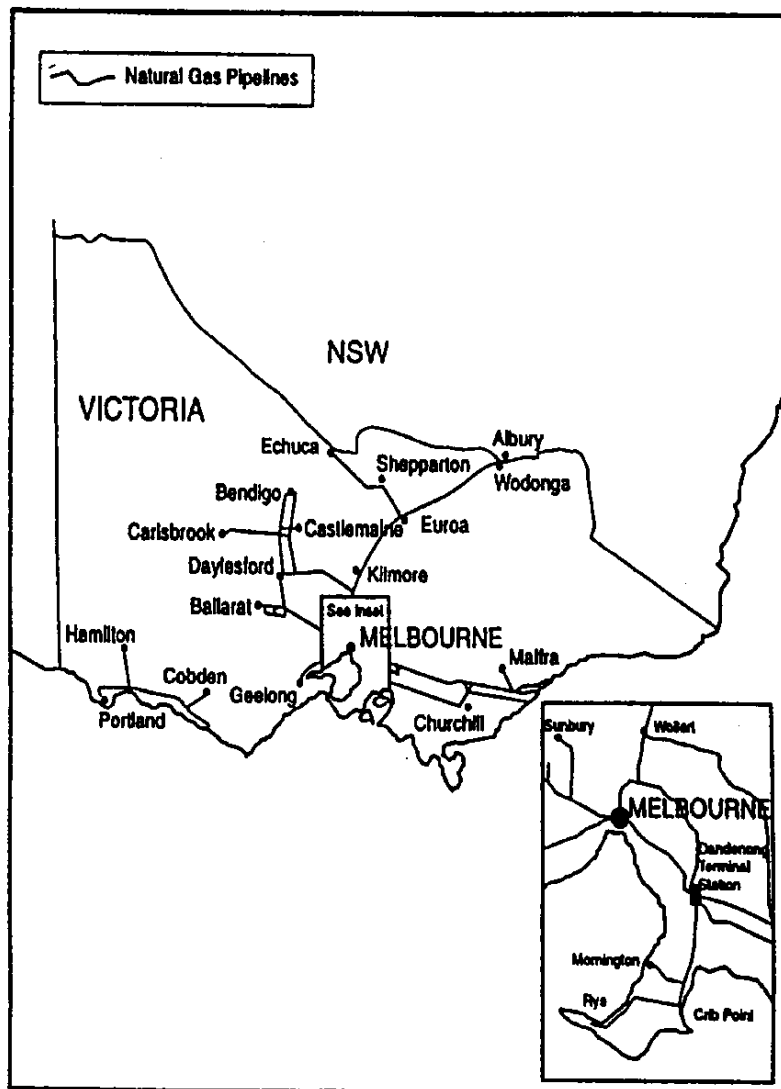 Natural Gas Pipelines
NSW
VICTORIA
Echuca
Albury
Shepparton
Wodonga
Bendigo
Carlsbrook
Castlemaine
Euroa
Daylesford
Kilmore
Ballarat
See Inset
MELBOURNE
Hamilton
Maffra
Cobden
Geelong
Portland
Churchill
Sunbury
Wollert
MELBOURNE
Dandenong
Terminal
Station
Mornington
Rye
Crib Point